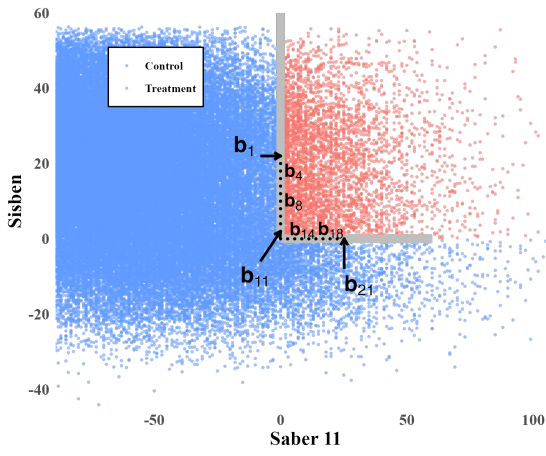 60
40
20
0
-20
-40
Sisben
Control
Treatment
b1
b4
b8
b14 b18
b11
b21
-50 0 50 100
Saber 11